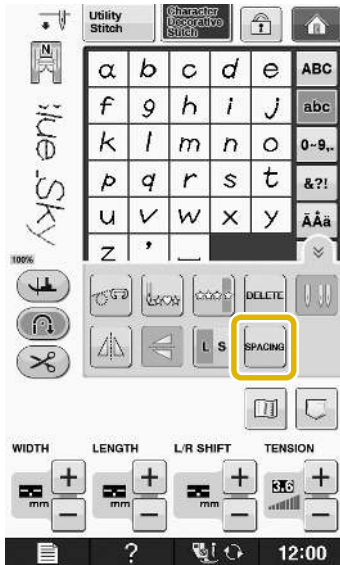 Utility Stitch
Character Decorative Stitch
N
a b c d e ABC
f g h i j abc
k l m n o 0~9,.
p q r s t &?!
u v w x y ÄÅä
z ' _
lue_Sky
100%
DELETE
L S SPACING
WIDTH LENGTH L/R SHIFT TENSION
+ + + 3.6 +
mm mm mm
− − − −
? 12:00